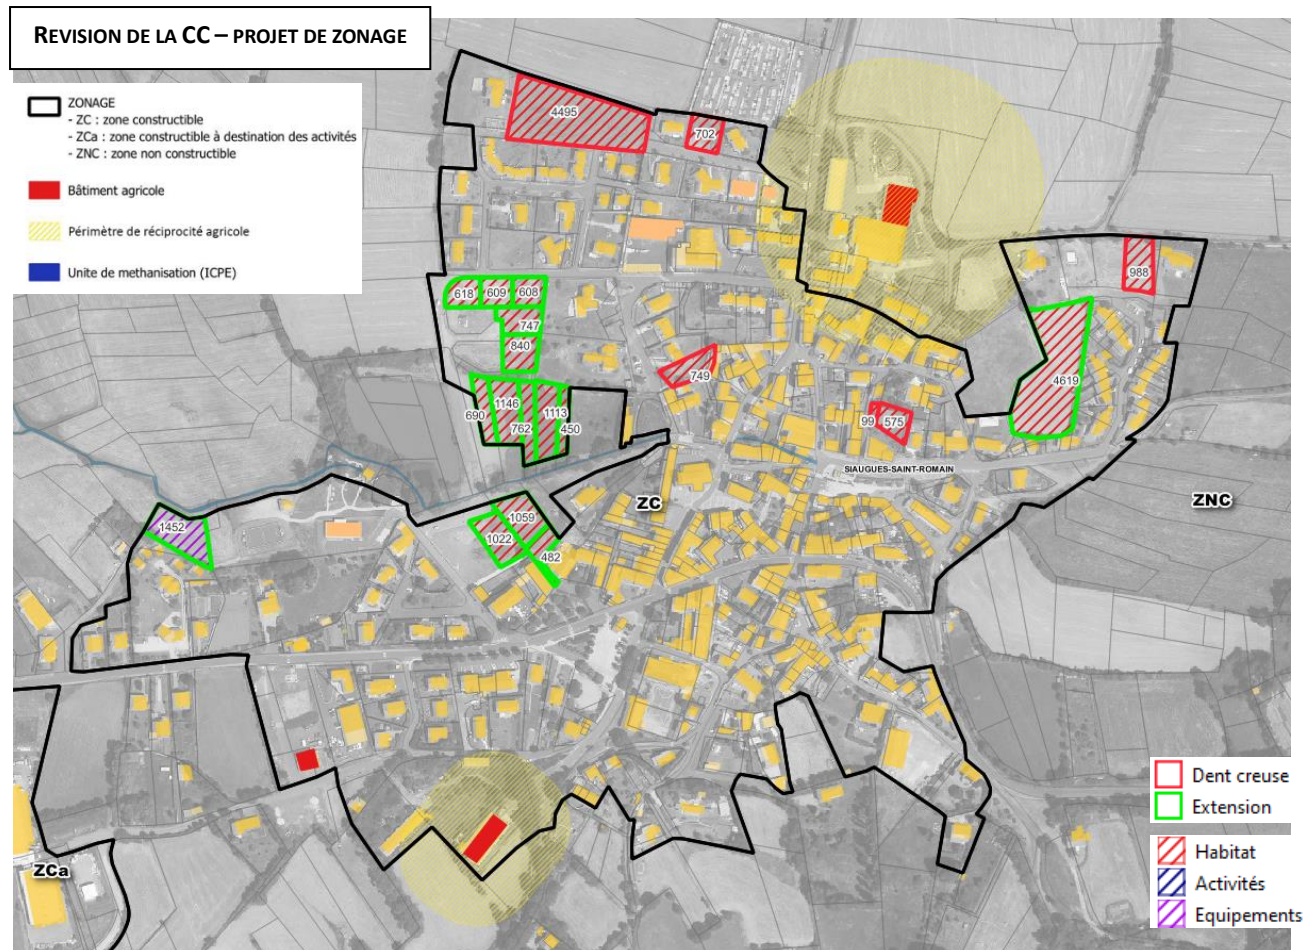 REVISION DE LA CC – PROJET DE ZONAGE
ZONAGE
- ZC : zone constructible
- ZCa : zone constructible à destination des activités
- ZNC : zone non constructible
Bâtiment agricole
Périmètre de réciprocité agricole
Unite de methanisation (ICPE)
4495
702
988
618
609
608
747
840
749
4619
690
1146
762
1113
450
99
575
SIAUGUES-SAINT-ROMAIN
ZC
ZNC
1452
1059
1022
482
ZCa
Dent creuse
Extension
Habitat
Activités
Equipements